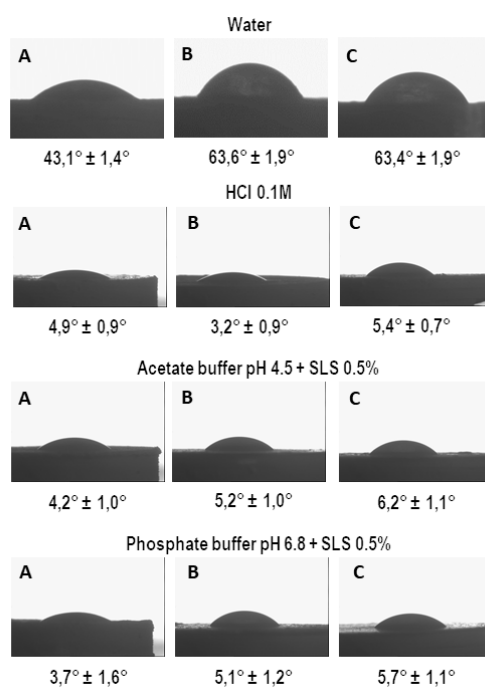 Water
A B C
43,1° ± 1,4° 63,6° ± 1,9° 63,4° ± 1,9°
HCl 0.1M
A B C
4,9° ± 0,9° 3,2° ± 0,9° 5,4° ± 0,7°
Acetate buffer pH 4.5 + SLS 0.5%
A B C
4,2° ± 1,0° 5,2° ± 1,0° 6,2° ± 1,1°
Phosphate buffer pH 6.8 + SLS 0.5%
A B C
3,7° ± 1,6° 5,1° ± 1,2° 5,7° ± 1,1°